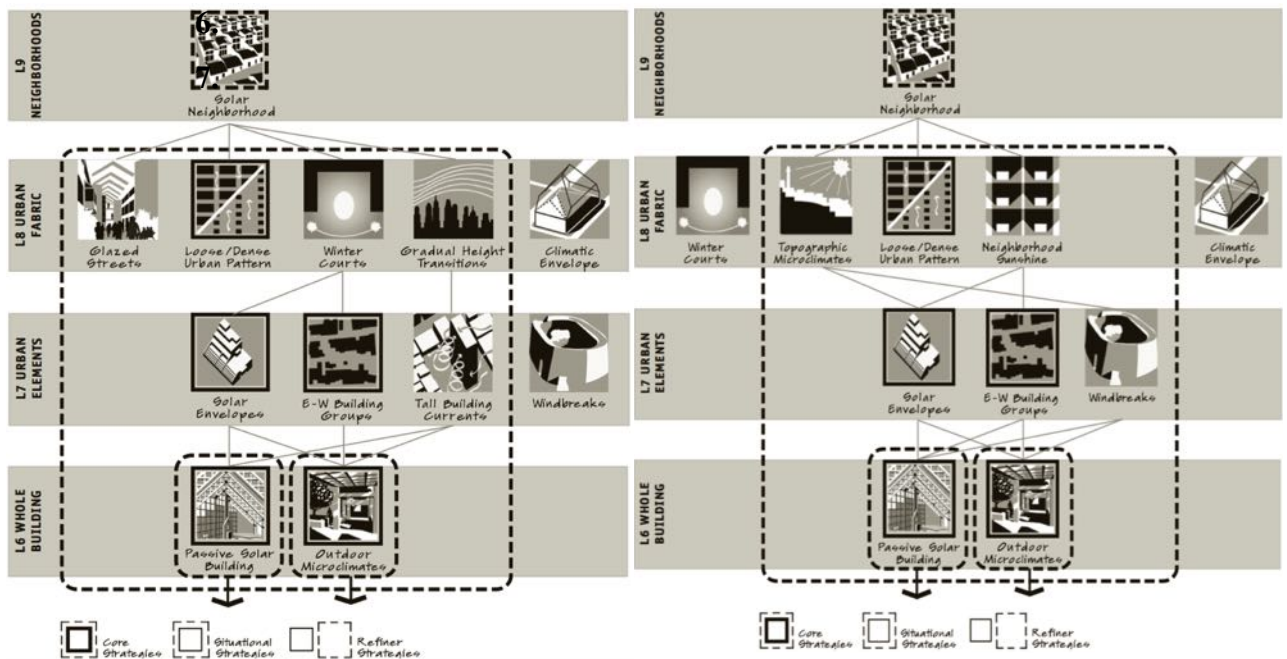 L9
NEIGHBORHOODS
6,
7
Solar
Neighborhood
L8 URBAN
FABRIC
Glazed
Streets
Loose/Dense
Urban Pattern
Winter
Courts
Gradual Height
Transitions
Climatic
Envelope
L7 URBAN
ELEMENTS
Solar
Envelopes
E-W Building
Groups
Tall Building
Currents
Windbreaks
L6 WHOLE
BUILDING
Passive Solar
Building
Outdoor
Microclimates
Core
Strategies
Situational
Strategies
Refiner
Strategies
L9
NEIGHBORHOODS
Solar
Neighborhood
L8 URBAN
FABRIC
Winter
Courts
Topographic
Microclimates
Loose/Dense
Urban Pattern
Neighborhood
Sunshine
Climatic
Envelope
L7 URBAN
ELEMENTS
Solar
Envelopes
E-W Building
Groups
Windbreaks
L6 WHOLE
BUILDING
Passive Solar
Building
Outdoor
Microclimates
Core
Strategies
Situational
Strategies
Refiner
Strategies